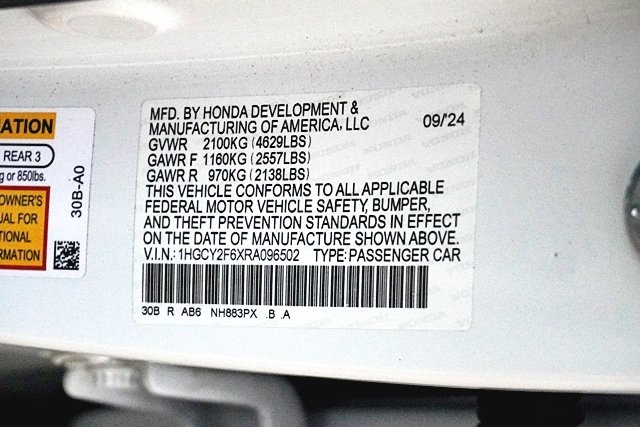 ATION
REAR 3
g or 850lbs.
OWNER'S
UAL FOR
TIONAL
RMATION
30B-A0
MFD. BY HONDA DEVELOPMENT &
MANUFACTURING OF AMERICA, LLC 09/'24
GVWR 2100KG (4629LBS)
GAWR F 1160KG (2557LBS)
GAWR R 970KG (2138LBS)
THIS VEHICLE CONFORMS TO ALL APPLICABLE
FEDERAL MOTOR VEHICLE SAFETY, BUMPER,
AND THEFT PREVENTION STANDARDS IN EFFECT
ON THE DATE OF MANUFACTURE SHOWN ABOVE.
V.I.N.: 1HGCY2F6XRA096502 TYPE: PASSENGER CAR
30B R AB6 NH883PX .B .A